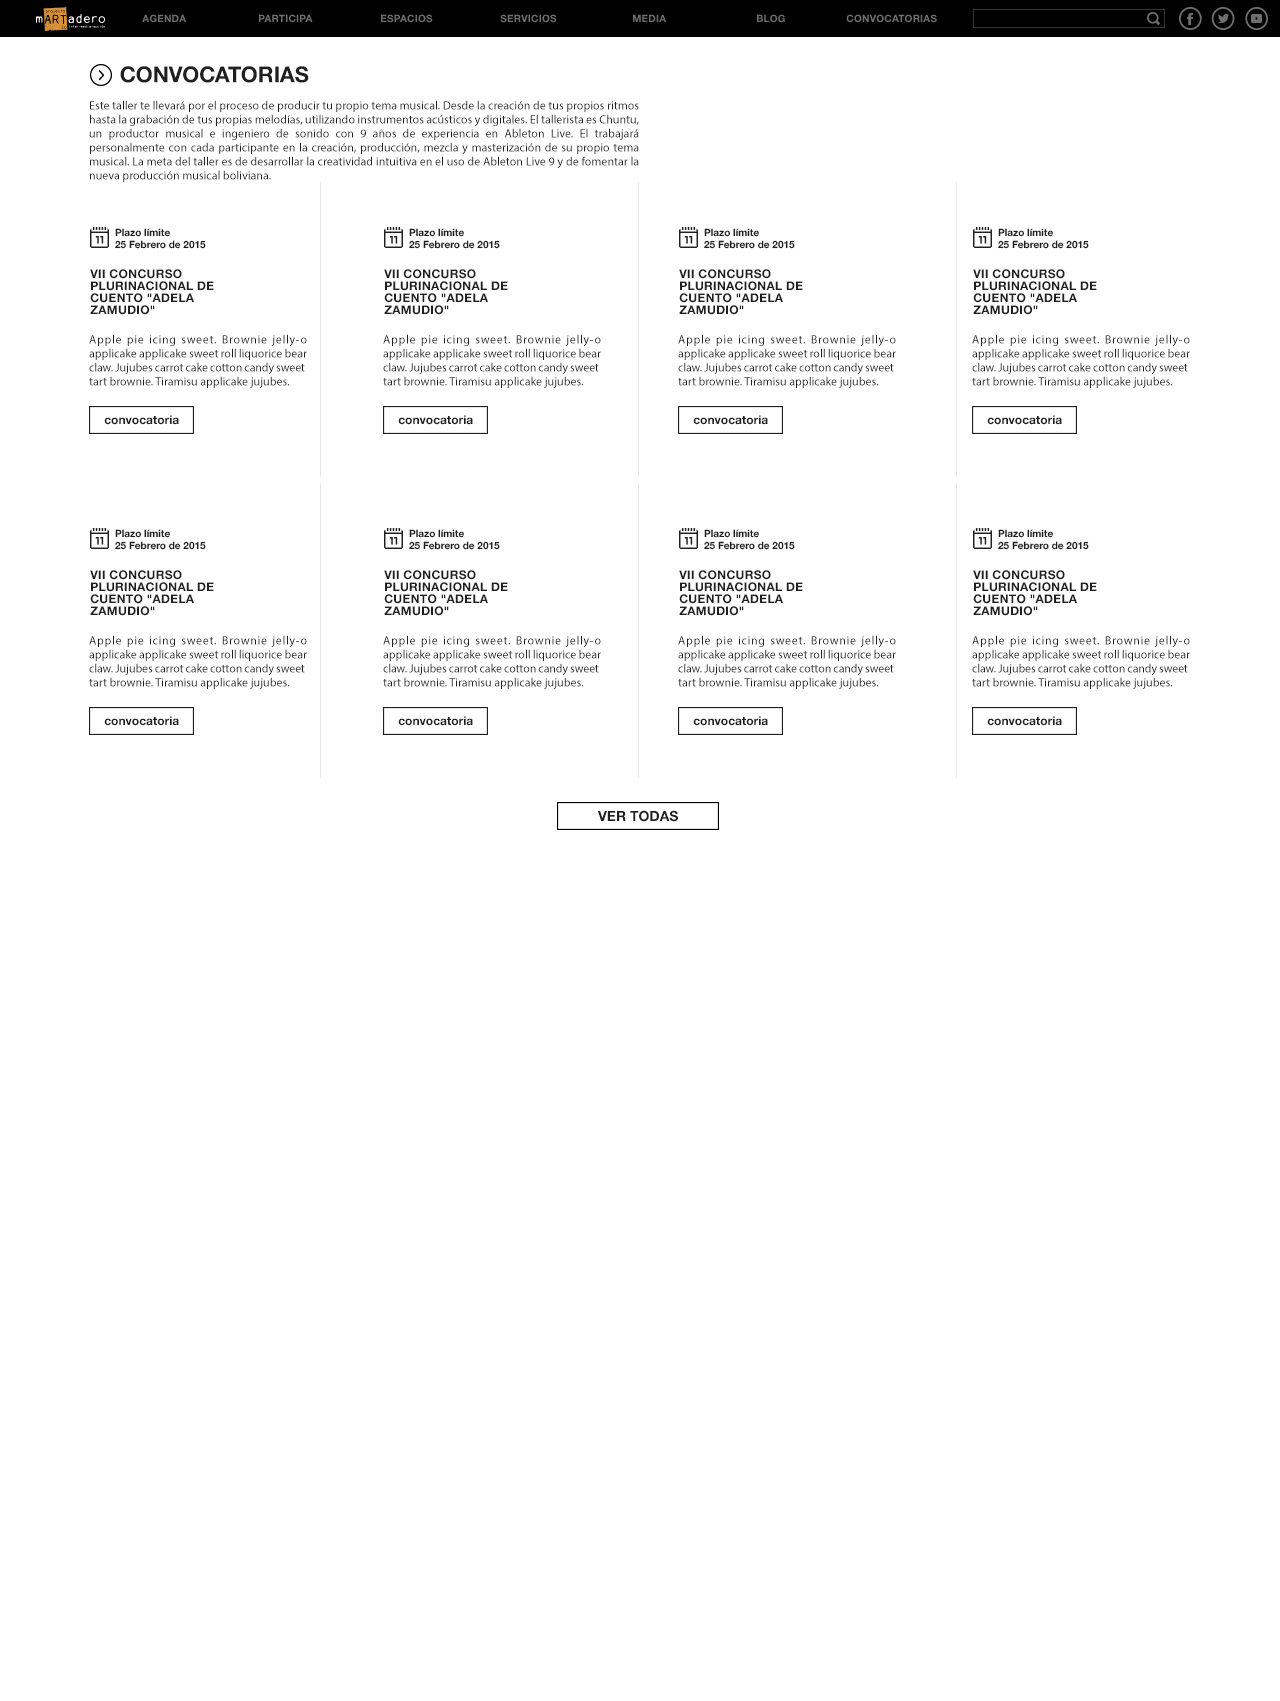 proyecto
mARTadero
AGENDA PARTICIPA ESPACIOS SERVICIOS MEDIA BLOG CONVOCATORIAS
CONVOCATORIAS
Este taller te llevará por el proceso de producir tu propio tema musical. Desde la creación de tus propios ritmos
hasta la grabación de tus propias melodías, utilizando instrumentos acústicos y digitales. El tallerista es Chuntu,
un productor musical e ingeniero de sonido con 9 años de experiencia en Ableton Live. El trabajará
personalmente con cada participante en la creación, producción, mezcla y masterización de su propio tema
musical. La meta del taller es de desarrollar la creatividad intuitiva en el uso de Ableton Live 9 y de fomentar la
nueva producción musical boliviana.
11
Plazo límite
25 Febrero de 2015
VII CONCURSO
PLURINACIONAL DE
CUENTO "ADELA
ZAMUDIO"
Apple pie icing sweet. Brownie jelly-o
applicake applicake sweet roll liquorice bear
claw. Jujubes carrot cake cotton candy sweet
tart brownie. Tiramisu applicake jujubes.
convocatoria
11
Plazo límite
25 Febrero de 2015
VII CONCURSO
PLURINACIONAL DE
CUENTO "ADELA
ZAMUDIO"
Apple pie icing sweet. Brownie jelly-o
applicake applicake sweet roll liquorice bear
claw. Jujubes carrot cake cotton candy sweet
tart brownie. Tiramisu applicake jujubes.
convocatoria
11
Plazo límite
25 Febrero de 2015
VII CONCURSO
PLURINACIONAL DE
CUENTO "ADELA
ZAMUDIO"
Apple pie icing sweet. Brownie jelly-o
applicake applicake sweet roll liquorice bear
claw. Jujubes carrot cake cotton candy sweet
tart brownie. Tiramisu applicake jujubes.
convocatoria
11
Plazo límite
25 Febrero de 2015
VII CONCURSO
PLURINACIONAL DE
CUENTO "ADELA
ZAMUDIO"
Apple pie icing sweet. Brownie jelly-o
applicake applicake sweet roll liquorice bear
claw. Jujubes carrot cake cotton candy sweet
tart brownie. Tiramisu applicake jujubes.
convocatoria
11
Plazo límite
25 Febrero de 2015
VII CONCURSO
PLURINACIONAL DE
CUENTO "ADELA
ZAMUDIO"
Apple pie icing sweet. Brownie jelly-o
applicake applicake sweet roll liquorice bear
claw. Jujubes carrot cake cotton candy sweet
tart brownie. Tiramisu applicake jujubes.
convocatoria
11
Plazo límite
25 Febrero de 2015
VII CONCURSO
PLURINACIONAL DE
CUENTO "ADELA
ZAMUDIO"
Apple pie icing sweet. Brownie jelly-o
applicake applicake sweet roll liquorice bear
claw. Jujubes carrot cake cotton candy sweet
tart brownie. Tiramisu applicake jujubes.
convocatoria
11
Plazo límite
25 Febrero de 2015
VII CONCURSO
PLURINACIONAL DE
CUENTO "ADELA
ZAMUDIO"
Apple pie icing sweet. Brownie jelly-o
applicake applicake sweet roll liquorice bear
claw. Jujubes carrot cake cotton candy sweet
tart brownie. Tiramisu applicake jujubes.
convocatoria
11
Plazo límite
25 Febrero de 2015
VII CONCURSO
PLURINACIONAL DE
CUENTO "ADELA
ZAMUDIO"
Apple pie icing sweet. Brownie jelly-o
applicake applicake sweet roll liquorice bear
claw. Jujubes carrot cake cotton candy sweet
tart brownie. Tiramisu applicake jujubes.
convocatoria
VER TODAS